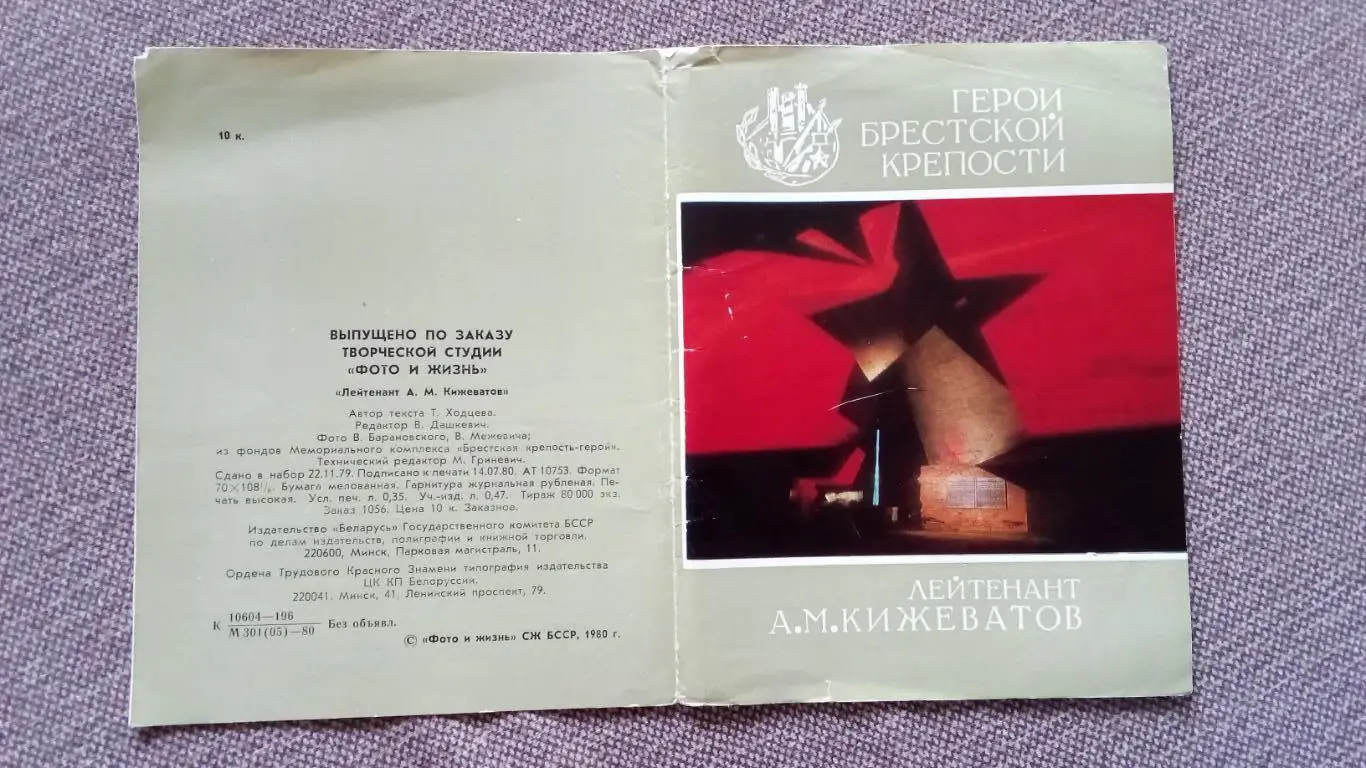 10 к.
ВЫПУЩЕНО ПО ЗАКАЗУ
ТВОРЧЕСКОЙ СТУДИИ
«ФОТО И ЖИЗНЬ»
«Лейтенант А. М. Кижеватов»
Автор текста Т. Ходцева.
Редактор В. Дашкевич.
Фото В. Барановского, В. Межевича;
из фондов Мемориального комплекса «Брестская крепость-герой».
Технический редактор М. Гриневич.
Сдано в набор 22.11.79. Подписано к печати 14.07.80. АТ 10753. Формат
70×108¹/₈. Бумага мелованная. Гарнитура журнальная рубленая. Пе-
чать высокая. Усл. печ. л. 0,35. Уч.-изд. л. 0,47. Тираж 80 000 экз.
Заказ 1056. Цена 10 к. Заказное.
Издательство «Беларусь» Государственного комитета БССР
по делам издательств, полиграфии и книжной торговли.
220600, Минск, Парковая магистраль, 11.
Ордена Трудового Красного Знамени типография издательства
ЦК КП Белоруссии.
220041. Минск, 41, Ленинский проспект, 79.
К 10604—196
М 301(05)—80 Без объявл.
© «Фото и жизнь» СЖ БССР, 1980 г.
ГЕРОИ
БРЕСТСКОЙ
КРЕПОСТИ
ЛЕЙТЕНАНТ
А.М.КИЖЕВАТОВ